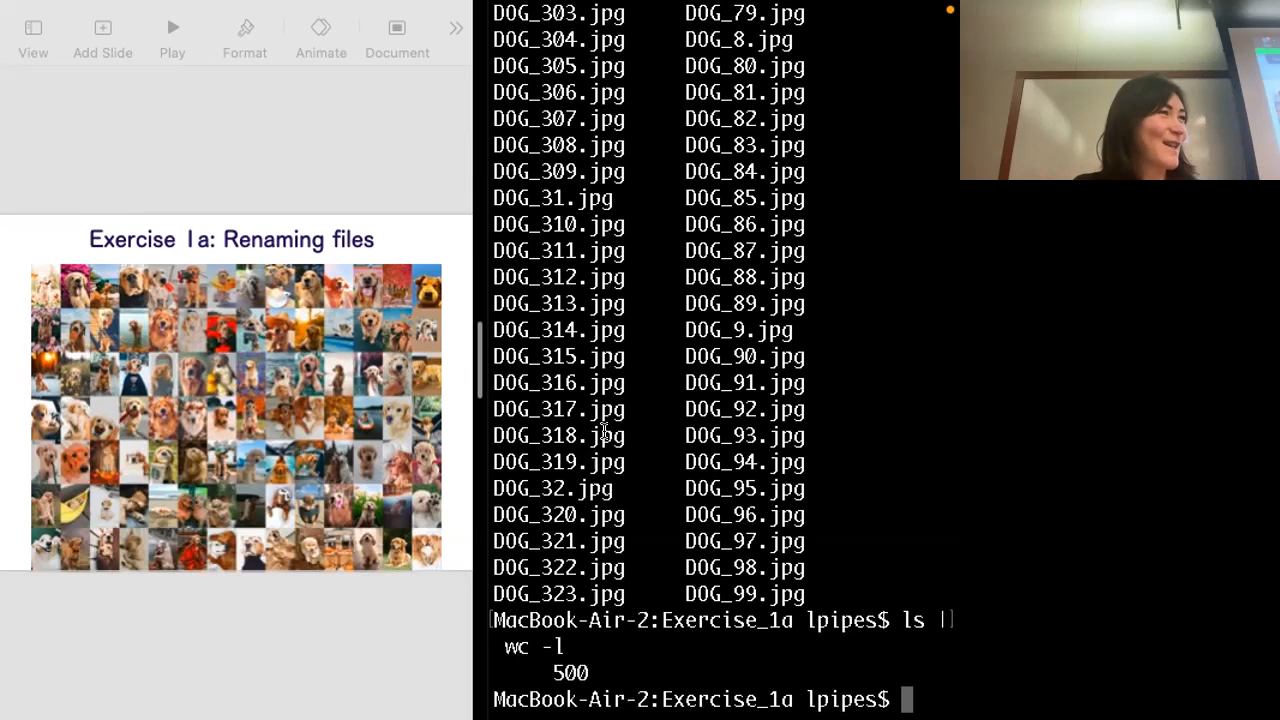 View Add Slide Play Format Animate Document
Exercise 1a: Renaming files
DOG_303.jpg DOG_79.jpg
DOG_304.jpg DOG_8.jpg
DOG_305.jpg DOG_80.jpg
DOG_306.jpg DOG_81.jpg
DOG_307.jpg DOG_82.jpg
DOG_308.jpg DOG_83.jpg
DOG_309.jpg DOG_84.jpg
DOG_31.jpg DOG_85.jpg
DOG_310.jpg DOG_86.jpg
DOG_311.jpg DOG_87.jpg
DOG_312.jpg DOG_88.jpg
DOG_313.jpg DOG_89.jpg
DOG_314.jpg DOG_9.jpg
DOG_315.jpg DOG_90.jpg
DOG_316.jpg DOG_91.jpg
DOG_317.jpg DOG_92.jpg
DOG_318.jpg DOG_93.jpg
DOG_319.jpg DOG_94.jpg
DOG_32.jpg DOG_95.jpg
DOG_320.jpg DOG_96.jpg
DOG_321.jpg DOG_97.jpg
DOG_322.jpg DOG_98.jpg
DOG_323.jpg DOG_99.jpg
[MacBook-Air-2:Exercise_1a lpipes$ ls |]
wc -l
500
MacBook-Air-2:Exercise_1a lpipes$